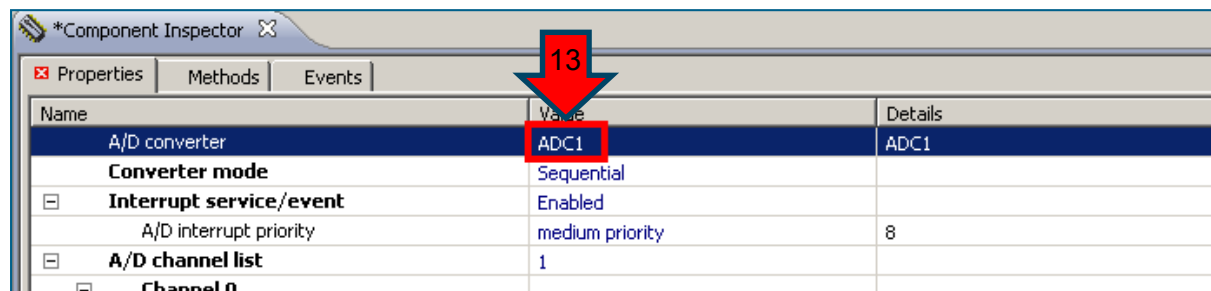 *Component Inspector
13
Properties Methods Events
Name Value Details
A/D converter ADC1 ADC1
Converter mode Sequential
Interrupt service/event Enabled
A/D interrupt priority medium priority 8
A/D channel list 1
Channel 0